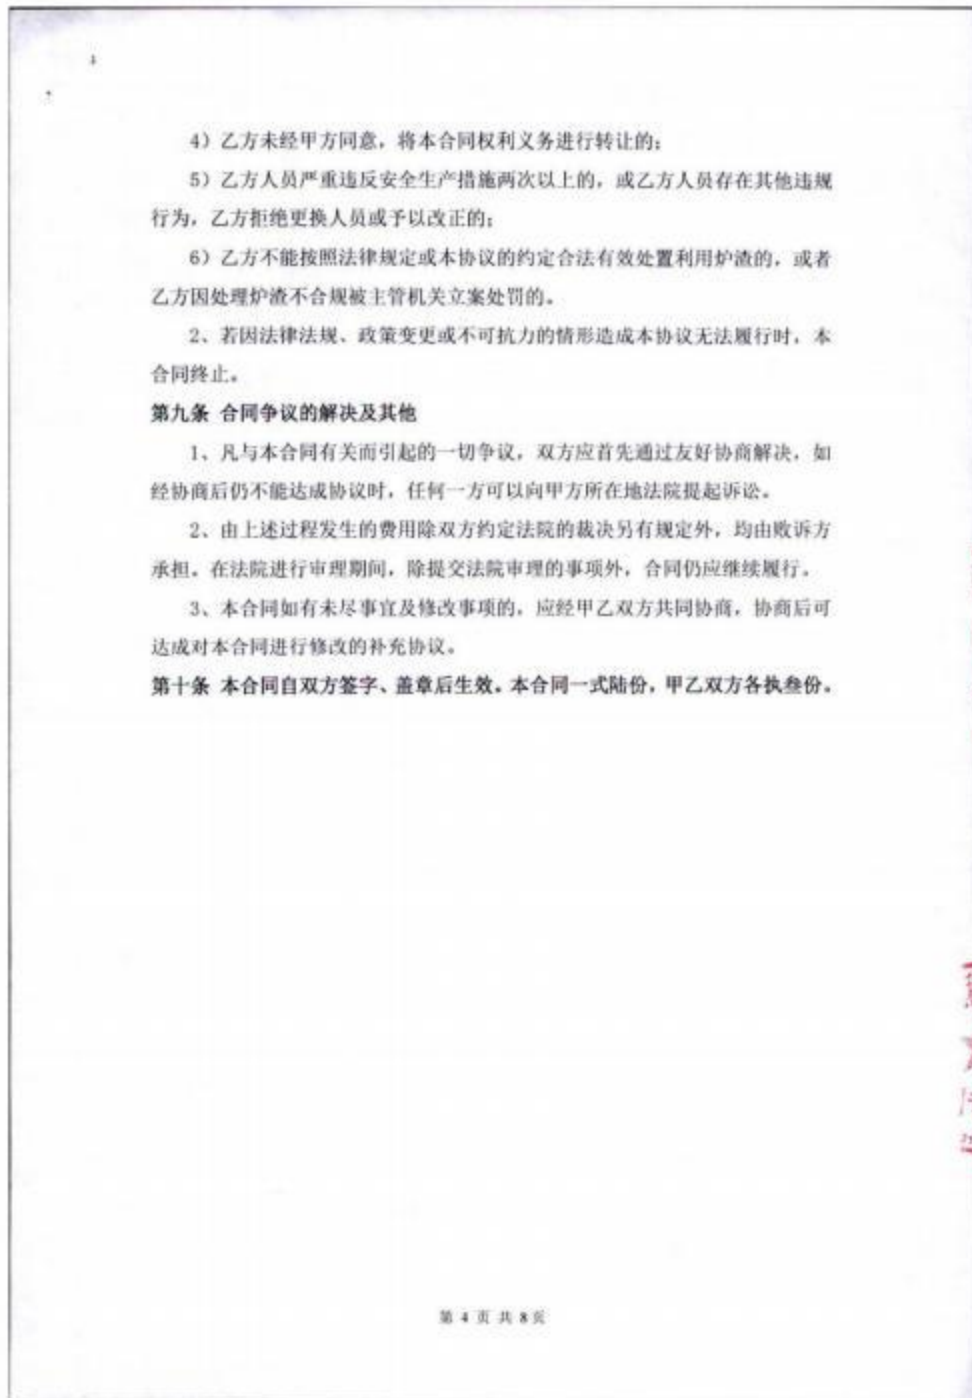 4）乙方未经甲方同意，将本合同权利义务进行转让的；
5）乙方人员严重违反安全生产措施两次以上的，或乙方人员存在其他违规
行为，乙方拒绝更换人员或予以改正的；
6）乙方不能按照法律规定或本协议的约定合法有效处置利用炉渣的，或者
乙方因处理炉渣不合规被主管机关立案处罚的。
2、若因法律法规、政策变更或不可抗力的情形造成本协议无法履行时，本
合同终止。
第九条 合同争议的解决及其他
1、凡与本合同有关而引起的一切争议，双方应首先通过友好协商解决，如
经协商后仍不能达成协议时，任何一方可以向甲方所在地法院提起诉讼。
2、由上述过程发生的费用除双方约定法院的裁决另有规定外，均由败诉方
承担。在法院进行审理期间，除提交法院审理的事项外，合同仍应继续履行。
3、本合同如有未尽事宜及修改事项的，应经甲乙双方共同协商，协商后可
达成对本合同进行修改的补充协议。
第十条 本合同自双方签字、盖章后生效。本合同一式陆份，甲乙双方各执叁份。
第 4 页 共 8 页